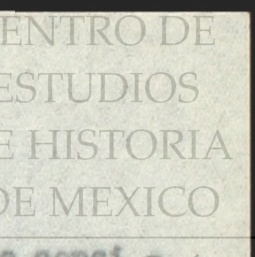 ENTRO DE
ESTUDIOS
E HISTORIA
DE MEXICO